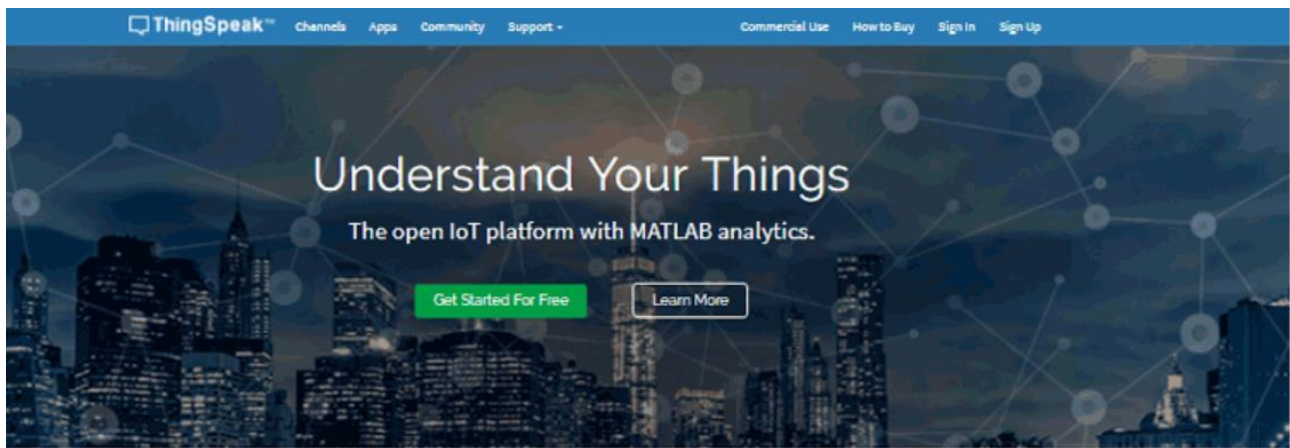 ThingSpeak™ Channels Apps Community Support Commercial Use How to Buy Sign In Sign Up
Understand Your Things
The open IoT platform with MATLAB analytics.
Get Started For Free Learn More